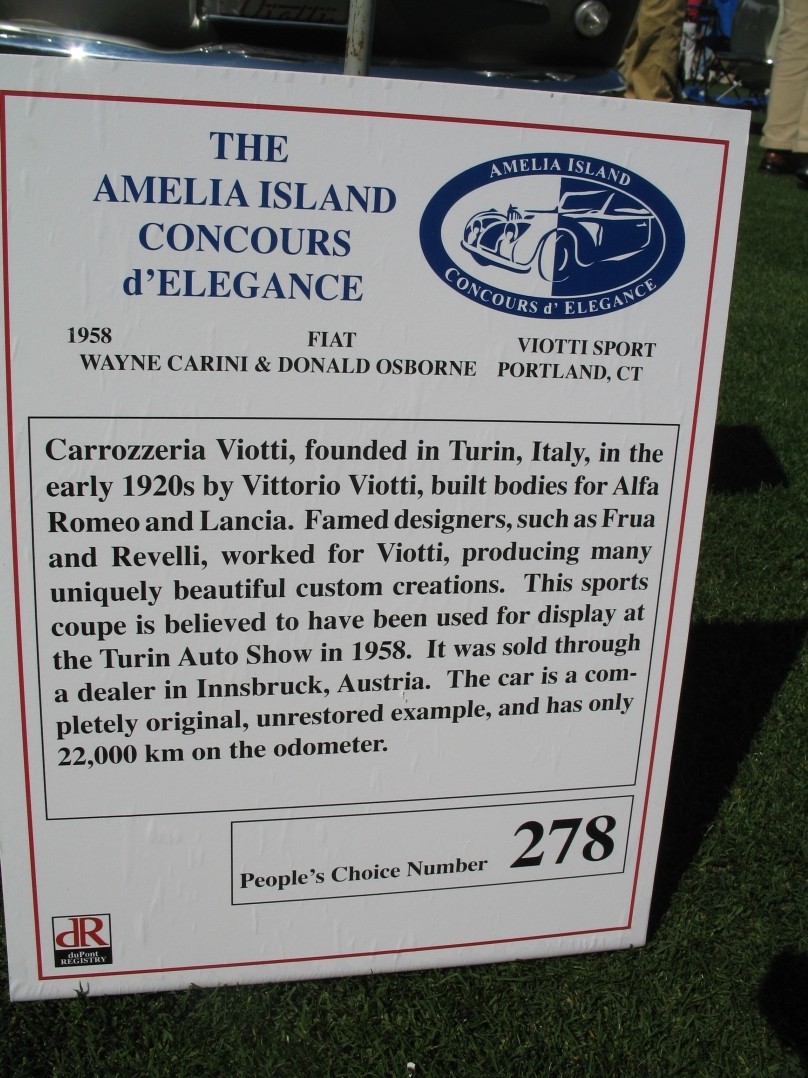 Viotti
THE
AMELIA ISLAND
CONCOURS
d'ELEGANCE
AMELIA ISLAND
CONCOURS d' ELEGANCE
1958 FIAT VIOTTI SPORT
WAYNE CARINI & DONALD OSBORNE PORTLAND, CT
Carrozzeria Viotti, founded in Turin, Italy, in the
early 1920s by Vittorio Viotti, built bodies for Alfa
Romeo and Lancia. Famed designers, such as Frua
and Revelli, worked for Viotti, producing many
uniquely beautiful custom creations. This sports
coupe is believed to have been used for display at
the Turin Auto Show in 1958. It was sold through
a dealer in Innsbruck, Austria. The car is a com-
pletely original, unrestored example, and has only
22,000 km on the odometer.
People's Choice Number 278
dR
duPont
REGISTRY